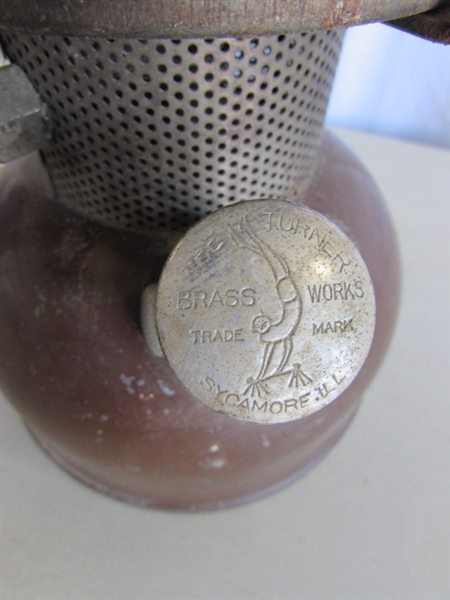 THE TURNER
BRASS WORKS
TRADE MARK
SYCAMORE, ILL.